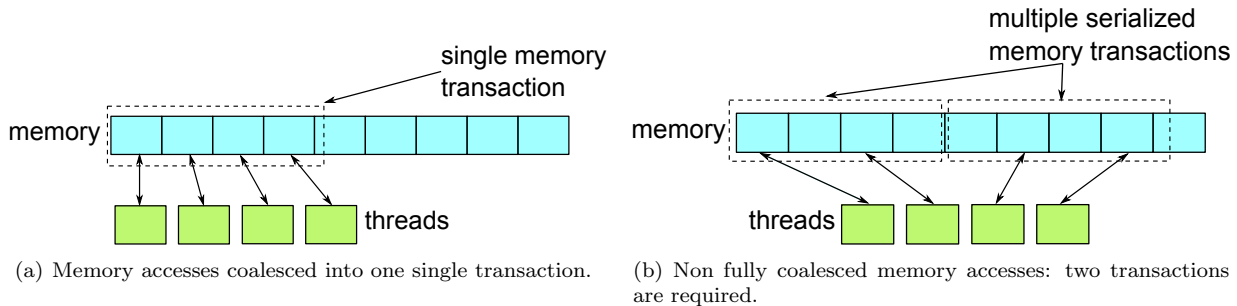 single memory
transaction
memory
threads
(a) Memory accesses coalesced into one single transaction.
multiple serialized
memory transactions
memory
threads
(b) Non fully coalesced memory accesses: two transactions
are required.